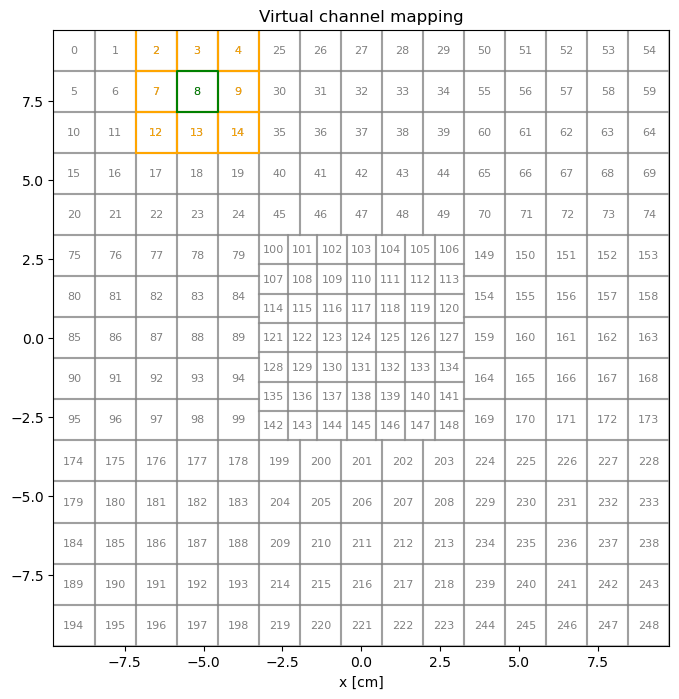 Virtual channel mapping
0 1 2 3 4 25 26 27 28 29 50 51 52 53 54
7.5 5 6 7 8 9 30 31 32 33 34 55 56 57 58 59
10 11 12 13 14 35 36 37 38 39 60 61 62 63 64
5.0 15 16 17 18 19 40 41 42 43 44 65 66 67 68 69
20 21 22 23 24 45 46 47 48 49 70 71 72 73 74
2.5 75 76 77 78 79 100 101 102 103 104 105 106 149 150 151 152 153
107 108 109 110 111 112 113
80 81 82 83 84 114 115 116 117 118 119 120 154 155 156 157 158
0.0 85 86 87 88 89 121 122 123 124 125 126 127 159 160 161 162 163
90 91 92 93 94 128 129 130 131 132 133 134 164 165 166 167 168
135 136 137 138 139 140 141
−2.5 95 96 97 98 99 142 143 144 145 146 147 148 169 170 171 172 173
174 175 176 177 178 199 200 201 202 203 224 225 226 227 228
−5.0 179 180 181 182 183 204 205 206 207 208 229 230 231 232 233
184 185 186 187 188 209 210 211 212 213 234 235 236 237 238
−7.5 189 190 191 192 193 214 215 216 217 218 239 240 241 242 243
194 195 196 197 198 219 220 221 222 223 244 245 246 247 248
−7.5 −5.0 −2.5 0.0 2.5 5.0 7.5
x [cm]